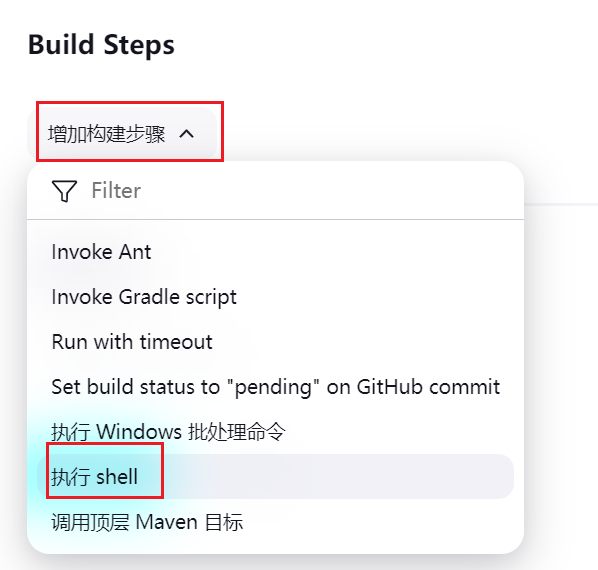 Build Steps
增加构建步骤
Filter
Invoke Ant
Invoke Gradle script
Run with timeout
Set build status to "pending" on GitHub commit
执行 Windows 批处理命令
执行 shell
调用顶层 Maven 目标